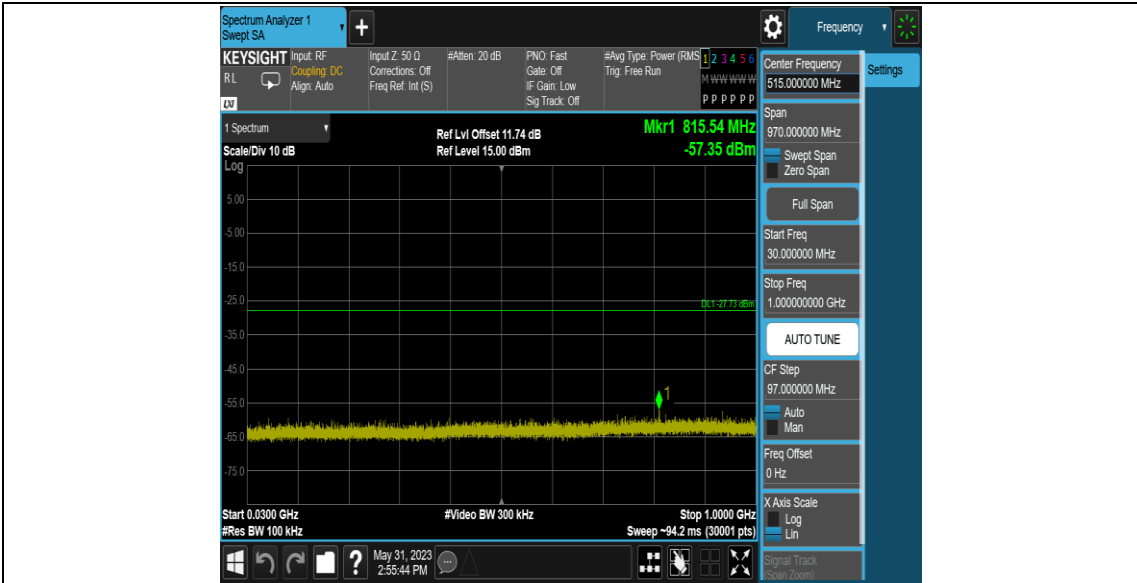 Spectrum Analyzer 1
Swept SA
+
Frequency
KEYSIGHT
RL
LXI
Input: RF
Coupling: DC
Align: Auto
Input Z: 50 Ω
Corrections: Off
Freq Ref: Int (S)
#Atten: 20 dB
PNO: Fast
Gate: Off
IF Gain: Low
Sig Track: Off
#Avg Type: Power (RMS
Trig: Free Run
1 2 3 4 5 6
M W W W W W
P P P P P P
Center Frequency
515.000000 MHz
Settings
Span
970.000000 MHz
Swept Span
Zero Span
Full Span
Start Freq
30.000000 MHz
Stop Freq
1.000000000 GHz
AUTO TUNE
CF Step
97.000000 MHz
Auto
Man
Freq Offset
0 Hz
X Axis Scale
Log
Lin
Signal Track
(Span Zoom)
1 Spectrum
Scale/Div 10 dB
Log
Ref Lvl Offset 11.74 dB
Ref Level 15.00 dBm
Mkr1 815.54 MHz
-57.35 dBm
5.00
-5.00
-15.0
-25.0
DL1 -27.73 dBm
-35.0
-45.0
1
-55.0
-65.0
-75.0
Start 0.0300 GHz
#Video BW 300 kHz
Stop 1.0000 GHz
#Res BW 100 kHz
Sweep ~94.2 ms (30001 pts)
?
May 31, 2023
2:55:44 PM